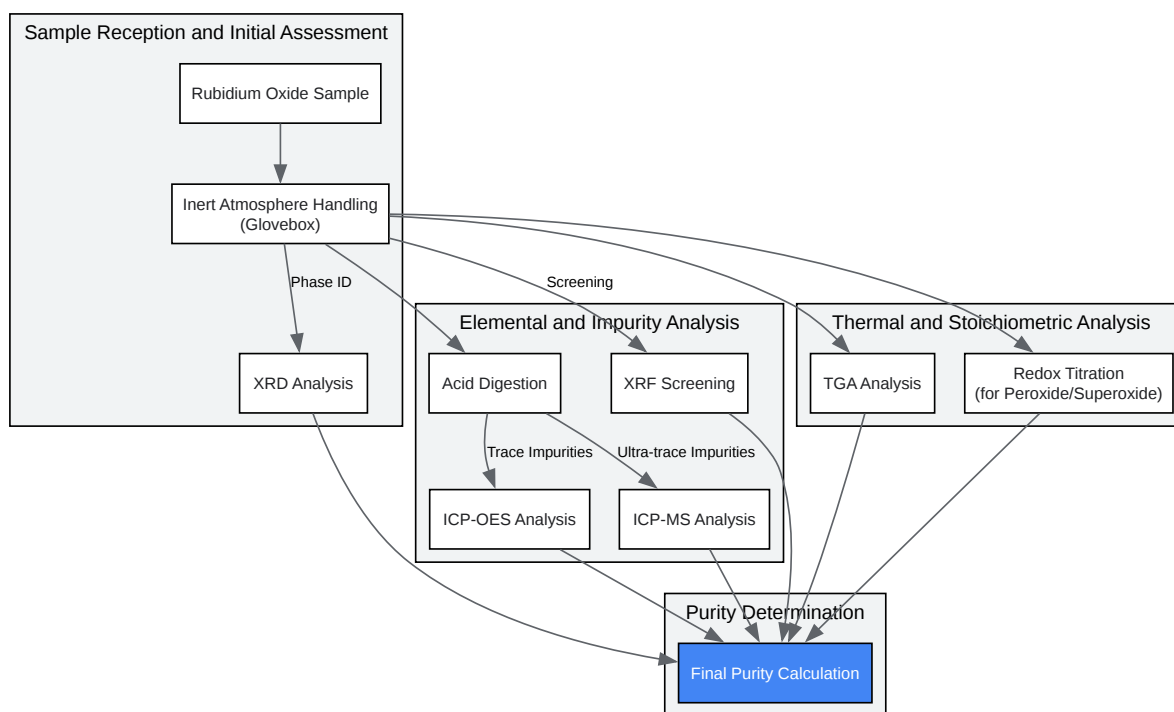 Sample Reception and Initial Assessment
Rubidium Oxide Sample
Inert Atmosphere Handling
(Glovebox)
Phase ID
Screening
Elemental and Impurity Analysis
Thermal and Stoichiometric Analysis
XRD Analysis
Acid Digestion
XRF Screening
TGA Analysis
Redox Titration
(for Peroxide/Superoxide)
Trace Impurities
Ultra-trace Impurities
ICP-OES Analysis
ICP-MS Analysis
Purity Determination
Final Purity Calculation